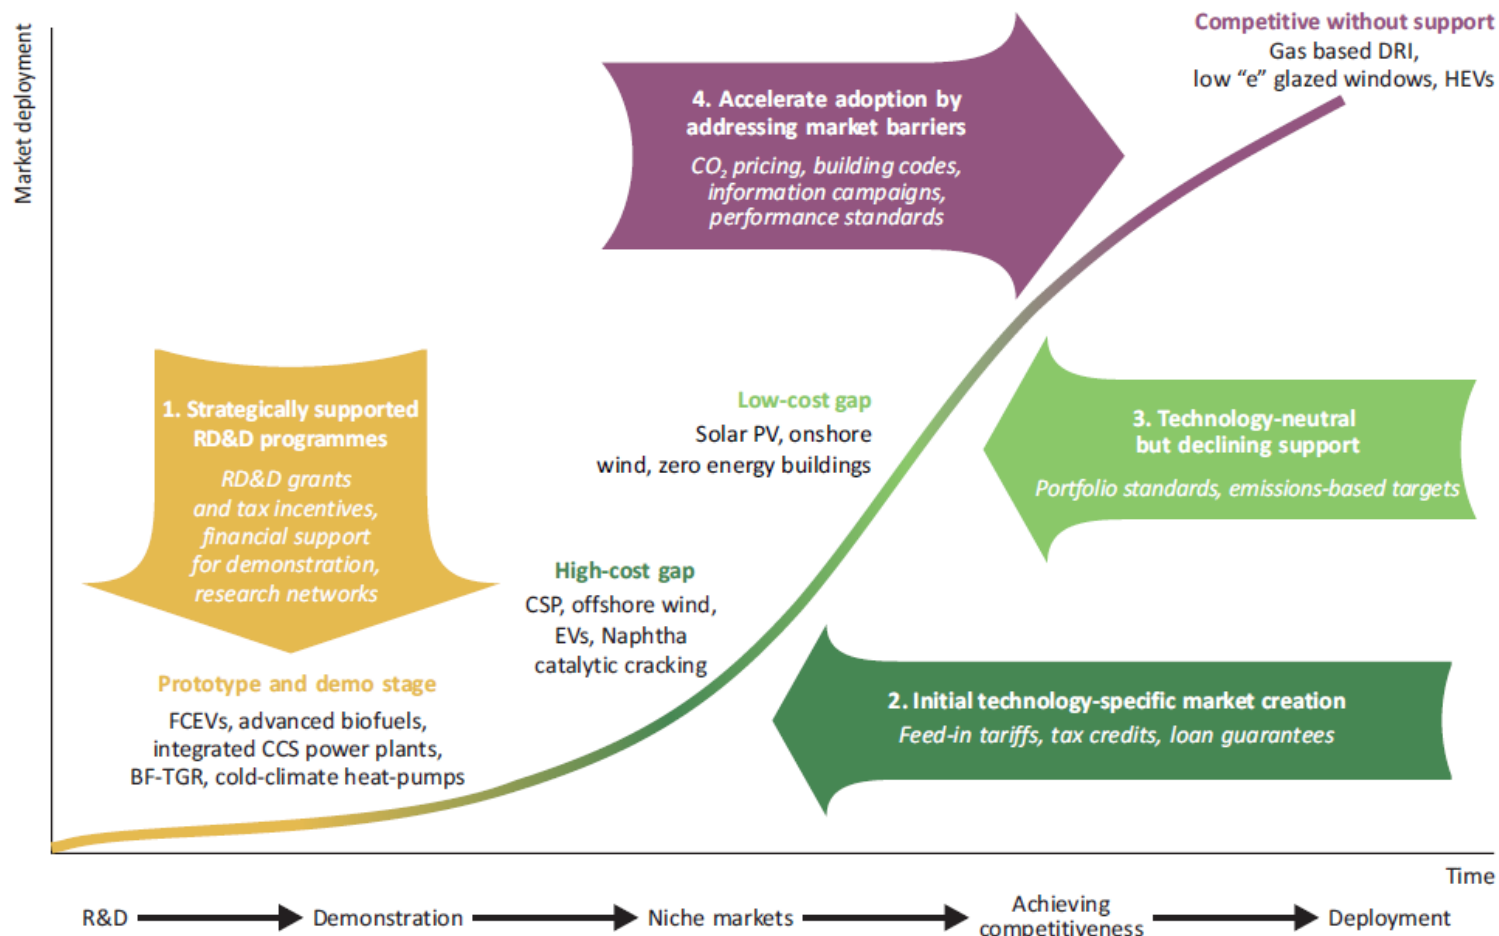 Market deployment
Competitive without support
Gas based DRI,
low “e” glazed windows, HEVs
4. Accelerate adoption by
addressing market barriers
CO₂ pricing, building codes,
information campaigns,
performance standards
1. Strategically supported
RD&D programmes
RD&D grants
and tax incentives,
financial support
for demonstration,
research networks
Low-cost gap
Solar PV, onshore
wind, zero energy buildings
3. Technology-neutral
but declining support
Portfolio standards, emissions-based targets
High-cost gap
CSP, offshore wind,
EVs, Naphtha
catalytic cracking
Prototype and demo stage
FCEVs, advanced biofuels,
integrated CCS power plants,
BF-TGR, cold-climate heat-pumps
2. Initial technology-specific market creation
Feed-in tariffs, tax credits, loan guarantees
Time
R&D
Demonstration
Niche markets
Achieving
competitiveness
Deployment